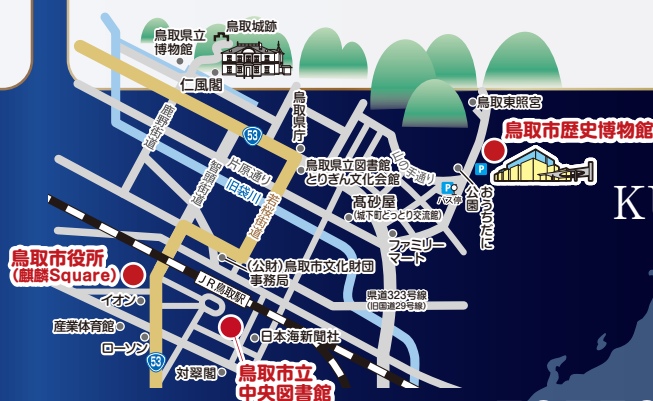 鳥取県立
博物館
鳥取城跡
仁風閣
鳥取東照宮
鳥取市歴史博物館
鳥取県庁
鹿野街道
53
片原通り
智頭街道
旧袋川
若桜街道
鳥取県立図書館
とりぎん文化会館
P
P
バス停
おうちだに
公園
高砂屋
(城下町とっとり交流館)
ファミリー
マート
鳥取市役所
(麒麟Square)
(公財)鳥取市文化財団
事務局
JR鳥取駅
県道323号線
(旧国道29号線)
イオン
産業体育館
ローソン
53
日本海新聞社
対翠閣
鳥取市立
中央図書館